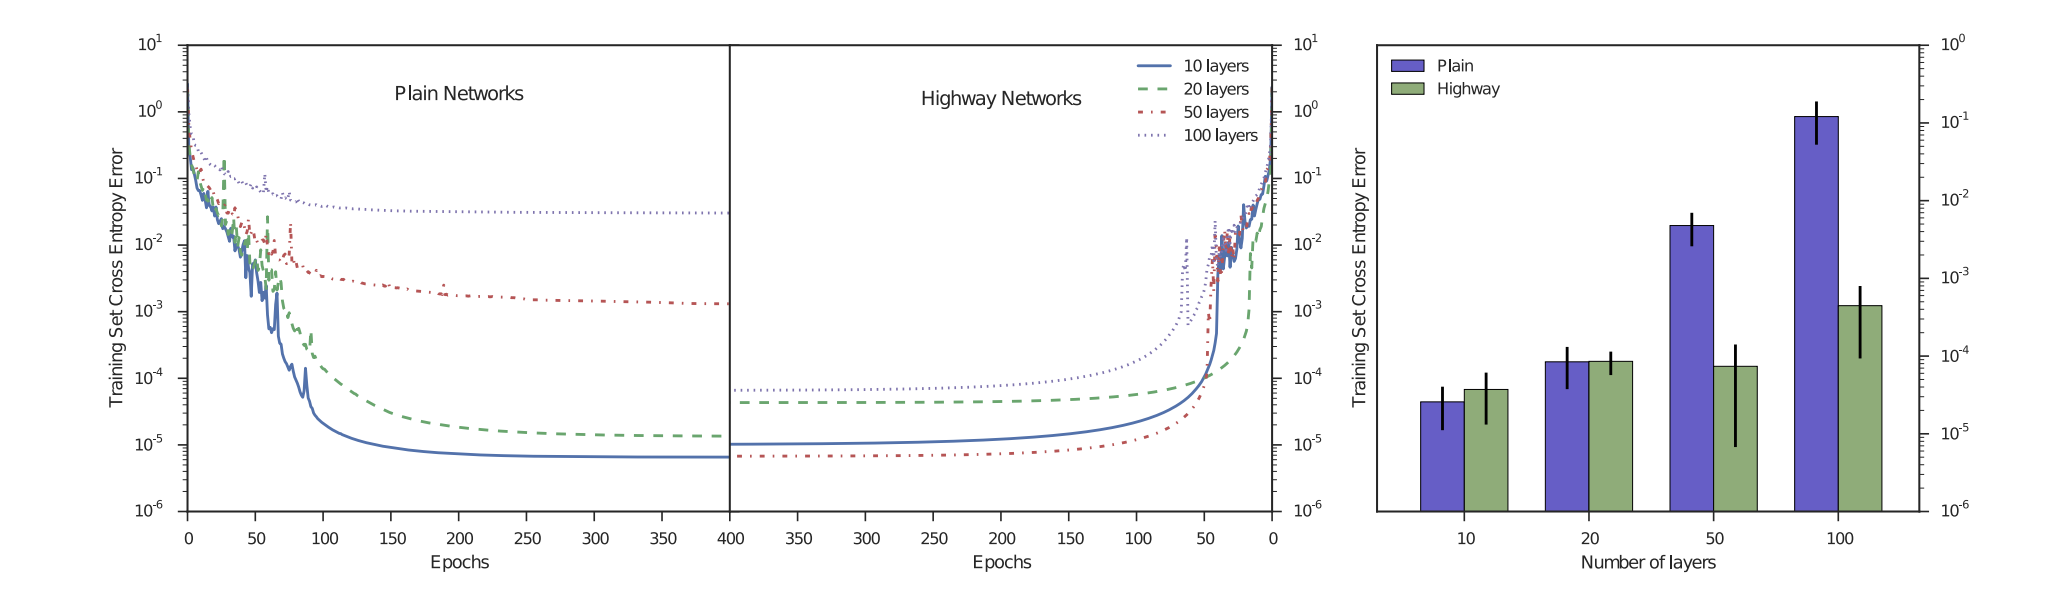 Plain Networks
Highway Networks
10 layers
20 layers
50 layers
100 layers
Training Set Cross Entropy Error
10^1
10^0
10^-1
10^-2
10^-3
10^-4
10^-5
10^-6
0 50 100 150 200 250 300 350 400 350 300 250 200 150 100 50 0
Epochs
Epochs
10^1
10^0
10^-1
10^-2
10^-3
10^-4
10^-5
10^-6
Plain
Highway
Training Set Cross Entropy Error
10^0
10^-1
10^-2
10^-3
10^-4
10^-5
10^-6
10 20 50 100
Number of layers